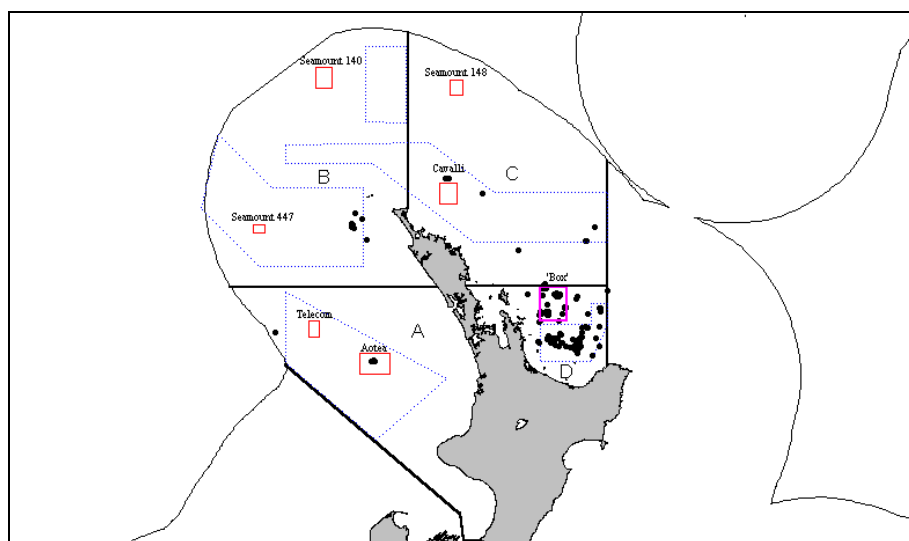 Seamount 140
Seamount 148
Cavalli
C
B
Seamount 447
'Box'
Telecom
A
Aotea
D